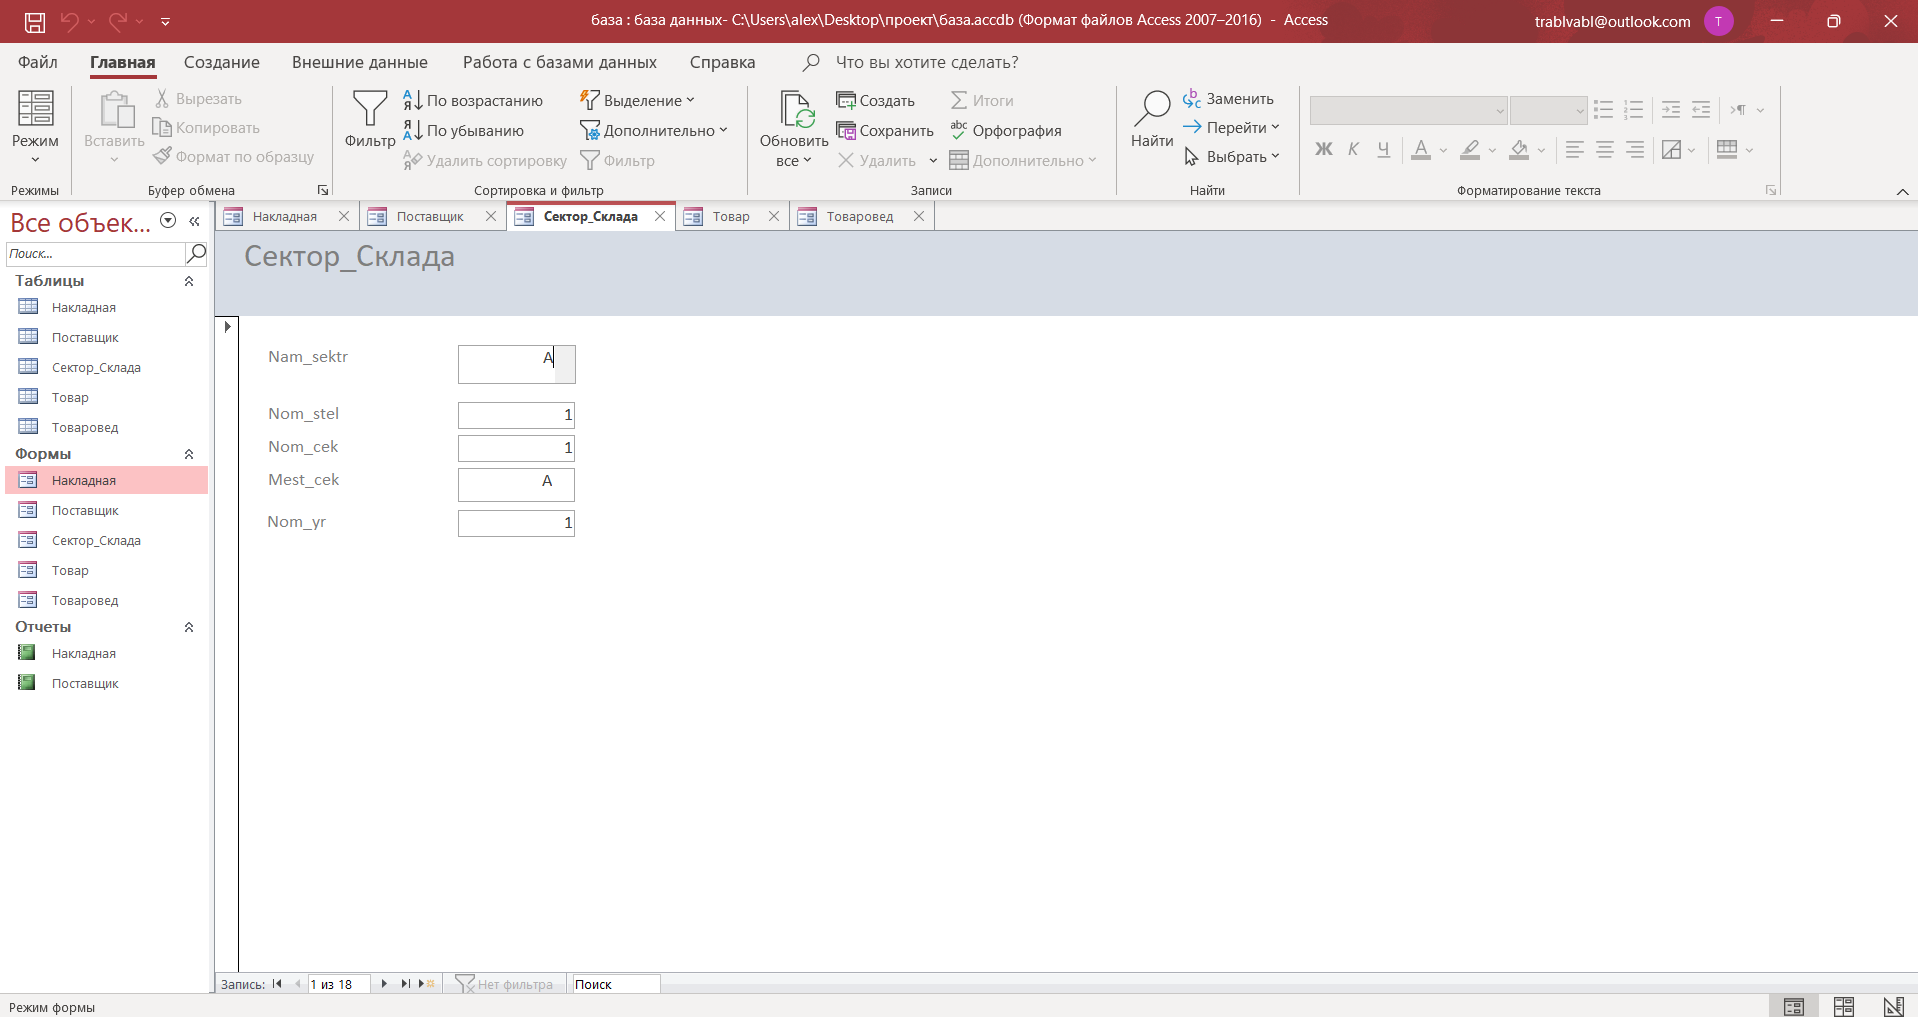 база : база данных- C:\Users\alex\Desktop\проект\база.accdb (Формат файлов Access 2007–2016) - Access
trablvabl@outlook.com
T
Файл Главная Создание Внешние данные Работа с базами данных Справка Что вы хотите сделать?
Режим
Режимы
Вставить
Вырезать
Копировать
Формат по образцу
Буфер обмена
Фильтр
По возрастанию
По убыванию
Удалить сортировку
Выделение
Дополнительно
Фильтр
Сортировка и фильтр
Обновить
все
Создать
Сохранить
Удалить
Итоги
Орфография
Дополнительно
Записи
Найти
Заменить
Перейти
Выбрать
Найти
Ж К Ч А
Форматирование текста
Все объек...
Поиск...
Таблицы
Накладная
Поставщик
Сектор_Склада
Товар
Товаровед
Формы
Накладная
Поставщик
Сектор_Склада
Товар
Товаровед
Отчеты
Накладная
Поставщик
Накладная Поставщик Сектор_Склада Товар Товаровед
Сектор_Склада
Nam_sektr A
Nom_stel 1
Nom_cek 1
Mest_cek A
Nom_yr 1
Запись: 1 из 18 Нет фильтра Поиск
Режим формы